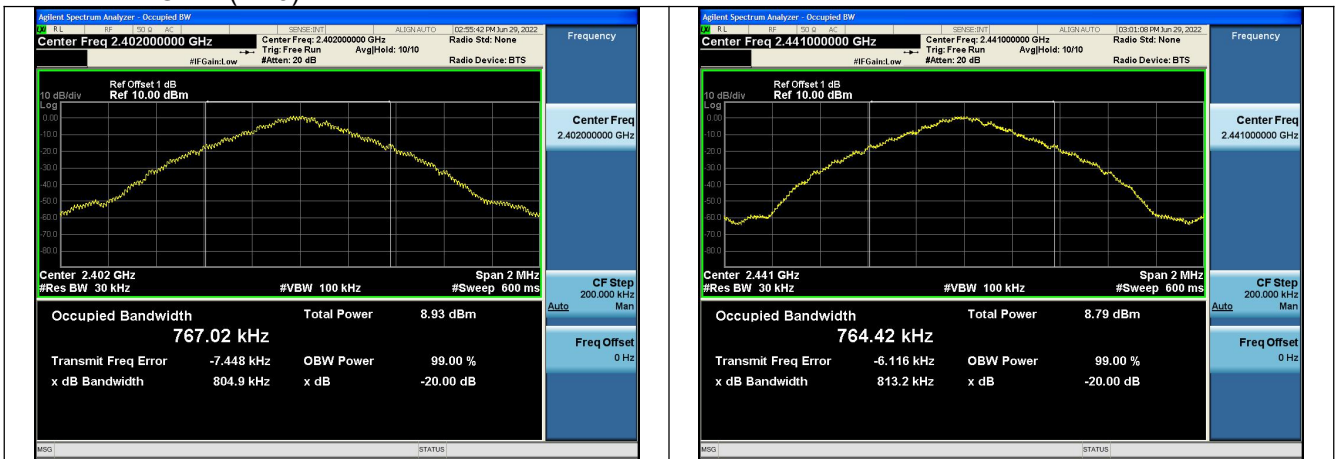 Agilent Spectrum Analyzer - Occupied BW
RL RF 50 Ω AC SENSE:INT ALIGN AUTO 02:55:42 PM Jun 29, 2022
Center Freq 2.402000000 GHz
Center Freq: 2.402000000 GHz
Radio Std: None
Trig: Free Run Avg|Hold: 10/10
#IFGain:Low #Atten: 20 dB Radio Device: BTS
Frequency
Ref Offset 1 dB
10 dB/div Ref 10.00 dBm
Log
0.00
-10.0
-20.0
-30.0
-40.0
-50.0
-60.0
-70.0
-80.0
Center 2.402 GHz Span 2 MHz
#Res BW 30 kHz #VBW 100 kHz #Sweep 600 ms
Center Freq
2.402000000 GHz
CF Step
200.000 kHz
Auto Man
Freq Offset
0 Hz
Occupied Bandwidth Total Power 8.93 dBm
767.02 kHz
Transmit Freq Error -7.448 kHz OBW Power 99.00 %
x dB Bandwidth 804.9 kHz x dB -20.00 dB
MSG STATUS
Agilent Spectrum Analyzer - Occupied BW
RL RF 50 Ω AC SENSE:INT ALIGN AUTO 03:01:08 PM Jun 29, 2022
Center Freq 2.441000000 GHz
Center Freq: 2.441000000 GHz
Radio Std: None
Trig: Free Run Avg|Hold: 10/10
#IFGain:Low #Atten: 20 dB Radio Device: BTS
Frequency
Ref Offset 1 dB
10 dB/div Ref 10.00 dBm
Log
0.00
-10.0
-20.0
-30.0
-40.0
-50.0
-60.0
-70.0
-80.0
Center 2.441 GHz Span 2 MHz
#Res BW 30 kHz #VBW 100 kHz #Sweep 600 ms
Center Freq
2.441000000 GHz
CF Step
200.000 kHz
Auto Man
Freq Offset
0 Hz
Occupied Bandwidth Total Power 8.79 dBm
764.42 kHz
Transmit Freq Error -6.116 kHz OBW Power 99.00 %
x dB Bandwidth 813.2 kHz x dB -20.00 dB
MSG STATUS